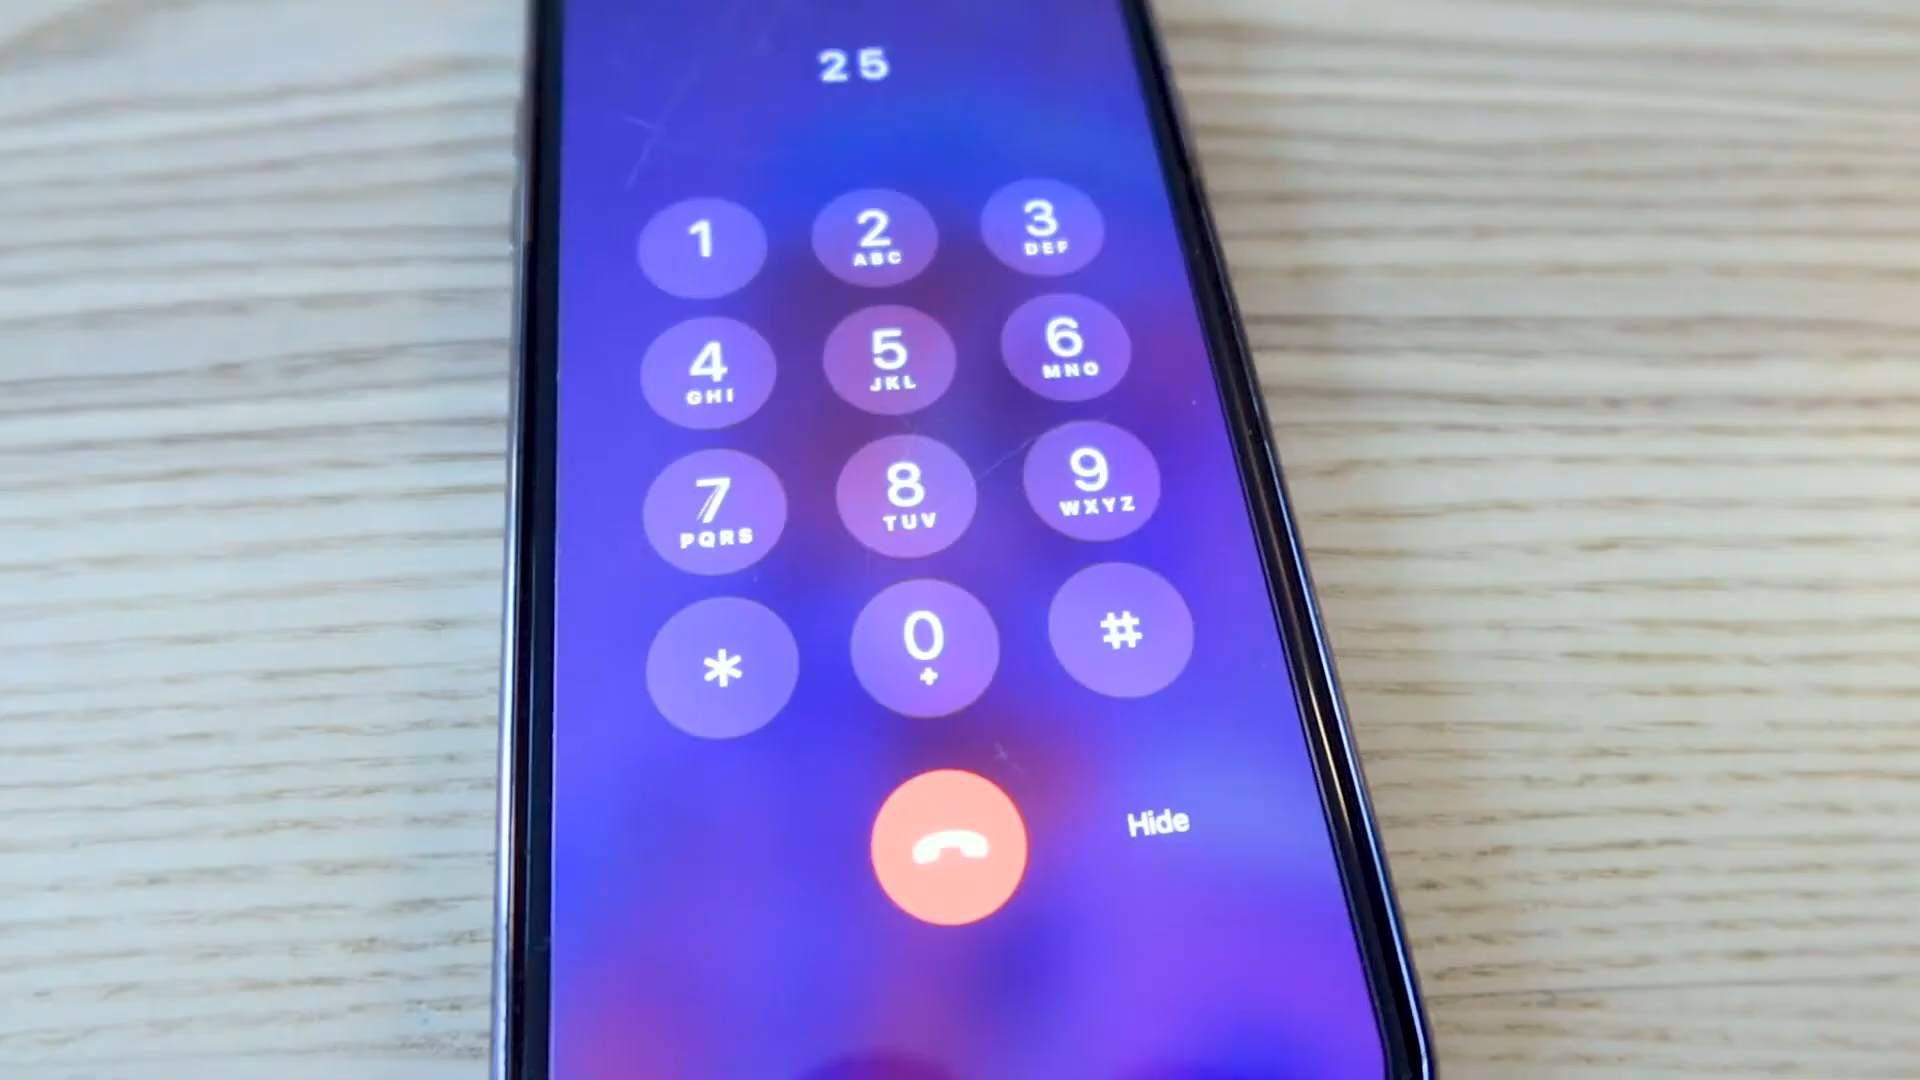 25
1 2 3
ABC DEF
4 5 6
GHI JKL MNO
7 8 9
PQRS TUV WXYZ
* 0 #
+
Hide